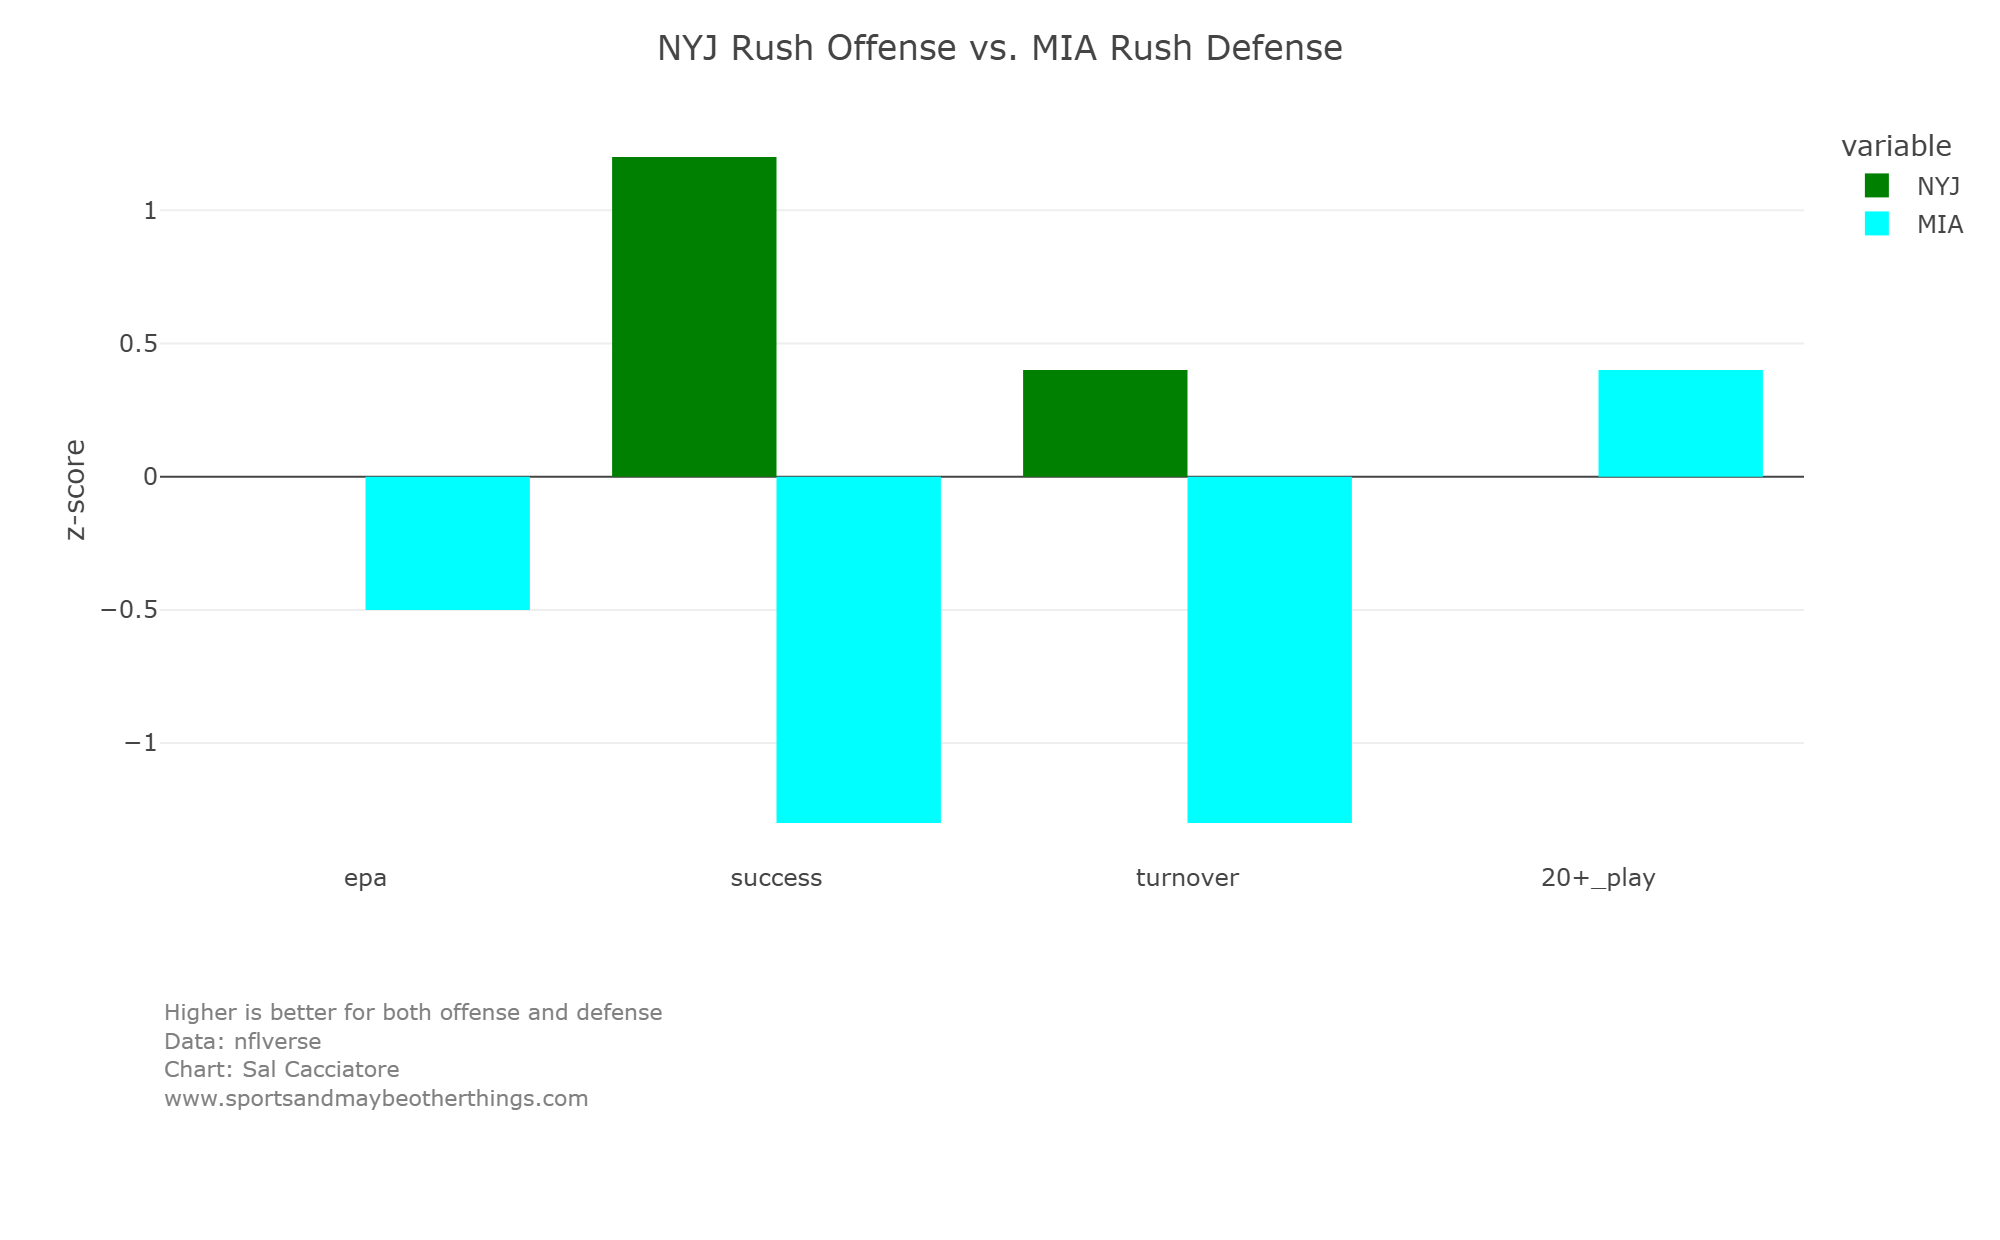 NYJ Rush Offense vs. MIA Rush Defense
variable
NYJ
MIA
1
0.5
0
−0.5
−1
z-score
epa
success
turnover
20+_play
Higher is better for both offense and defense
Data: nflverse
Chart: Sal Cacciatore
www.sportsandmaybeotherthings.com